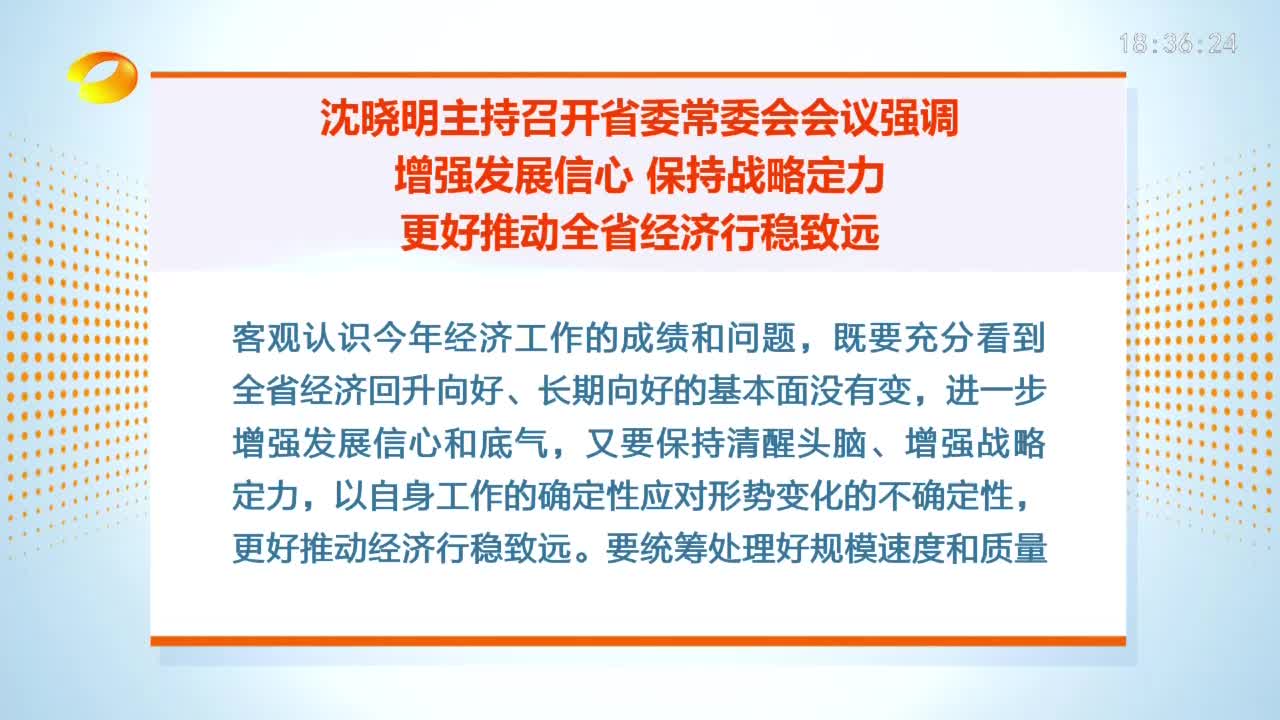 18:36:24
沈晓明主持召开省委常委会会议强调
增强发展信心 保持战略定力
更好推动全省经济行稳致远
客观认识今年经济工作的成绩和问题，既要充分看到
全省经济回升向好、长期向好的基本面没有变，进一步
增强发展信心和底气，又要保持清醒头脑、增强战略
定力，以自身工作的确定性应对形势变化的不确定性，
更好推动经济行稳致远。要统筹处理好规模速度和质量